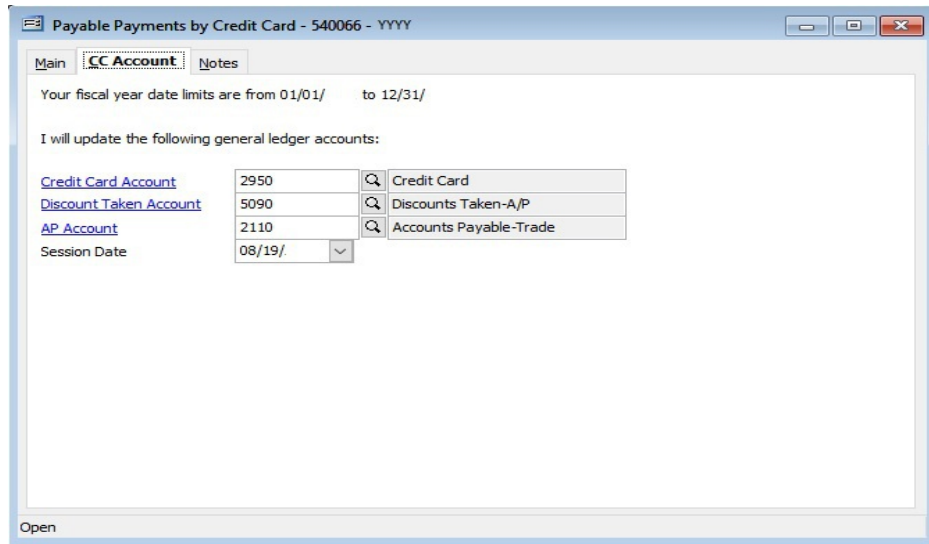 Payable Payments by Credit Card - 540066 - YYYY
Main CC Account Notes
Your fiscal year date limits are from 01/01/ to 12/31/
I will update the following general ledger accounts:
Credit Card Account 2950 Credit Card
Discount Taken Account 5090 Discounts Taken-A/P
AP Account 2110 Accounts Payable-Trade
Session Date 08/19/
Open